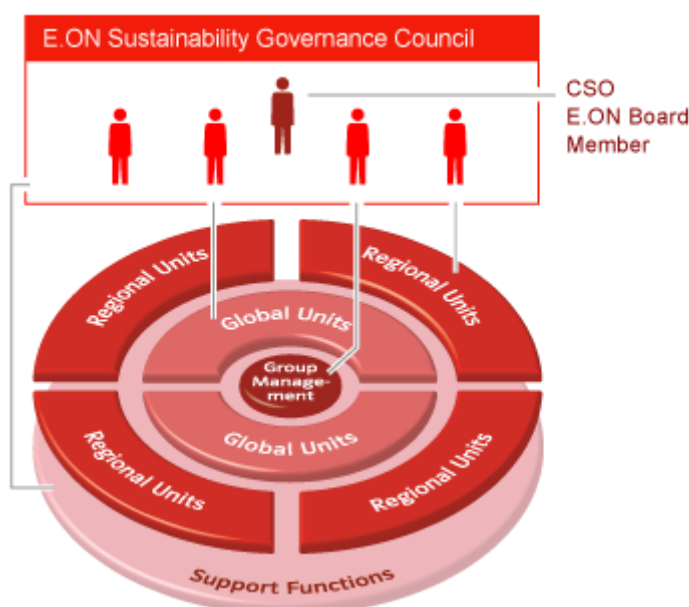 E.ON Sustainability Governance Council
CSO
E.ON Board
Member
Regional Units
Regional Units
Global Units
Group
Manage-
ment
Global Units
Regional Units
Regional Units
Support Functions